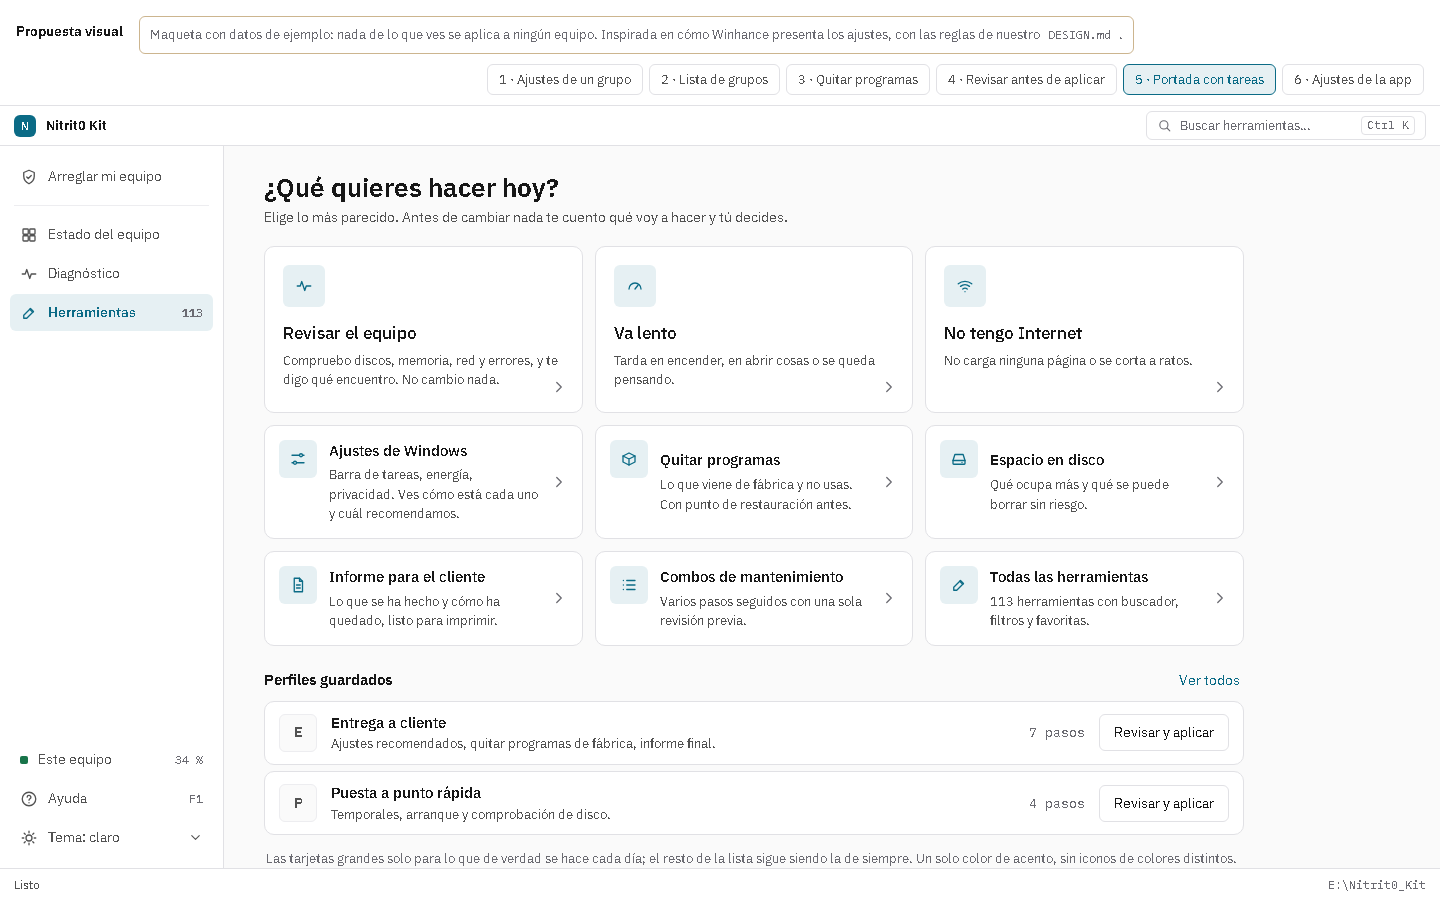 Propuesta visual
Maqueta con datos de ejemplo: nada de lo que ves se aplica a ningún equipo. Inspirada en cómo Winhance presenta los ajustes, con las reglas de nuestro DESIGN.md .
1 · Ajustes de un grupo
2 · Lista de grupos
3 · Quitar programas
4 · Revisar antes de aplicar
5 · Portada con tareas
6 · Ajustes de la app
N
Nitrit0 Kit
Buscar herramientas...
Ctrl K
Arreglar mi equipo
Estado del equipo
Diagnóstico
Herramientas 113
¿Qué quieres hacer hoy?
Elige lo más parecido. Antes de cambiar nada te cuento qué voy a hacer y tú decides.
Revisar el equipo
Compruebo discos, memoria, red y errores, y te
digo qué encuentro. No cambio nada.
Va lento
Tarda en encender, en abrir cosas o se queda
pensando.
No tengo Internet
No carga ninguna página o se corta a ratos.
Ajustes de Windows
Barra de tareas, energía,
privacidad. Ves cómo está cada uno
y cuál recomendamos.
Quitar programas
Lo que viene de fábrica y no usas.
Con punto de restauración antes.
Espacio en disco
Qué ocupa más y qué se puede
borrar sin riesgo.
Informe para el cliente
Lo que se ha hecho y cómo ha
quedado, listo para imprimir.
Combos de mantenimiento
Varios pasos seguidos con una sola
revisión previa.
Todas las herramientas
113 herramientas con buscador,
filtros y favoritas.
Perfiles guardados
Ver todos
E
Entrega a cliente
Ajustes recomendados, quitar programas de fábrica, informe final.
7 pasos
Revisar y aplicar
P
Puesta a punto rápida
Temporales, arranque y comprobación de disco.
4 pasos
Revisar y aplicar
Las tarjetas grandes solo para lo que de verdad se hace cada día; el resto de la lista sigue siendo la de siempre. Un solo color de acento, sin iconos de colores distintos.
Este equipo 34 %
Ayuda F1
Tema: claro
Listo
E:\Nitrit0_Kit